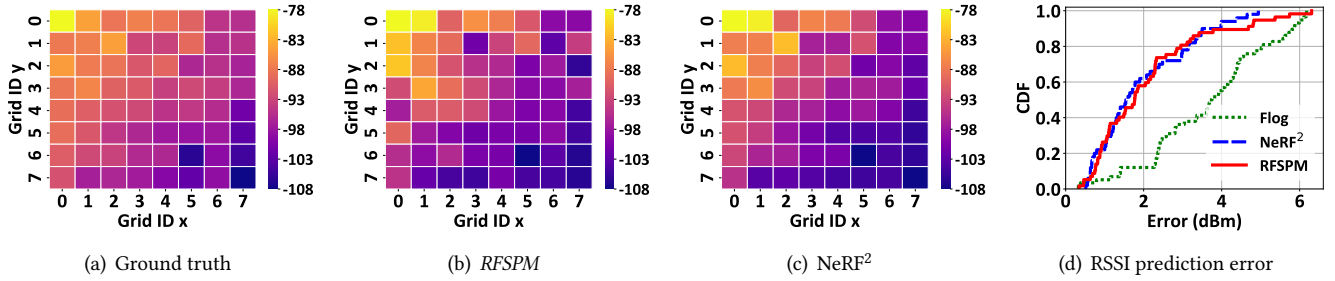 Grid ID y
0
1
2
3
4
5
6
7
0 1 2 3 4 5 6 7
Grid ID x
-78
-83
-88
-93
-98
-103
-108
(a) Ground truth
Grid ID y
0
1
2
3
4
5
6
7
0 1 2 3 4 5 6 7
Grid ID x
-78
-83
-88
-93
-98
-103
-108
(b) RFSPM
Grid ID y
0
1
2
3
4
5
6
7
0 1 2 3 4 5 6 7
Grid ID x
-78
-83
-88
-93
-98
-103
-108
(c) NeRF²
CDF
1.0
0.8
0.6
0.4
0.2
0.0
0 2 4 6
Error (dBm)
Flog
NeRF²
RFSPM
(d) RSSI prediction error